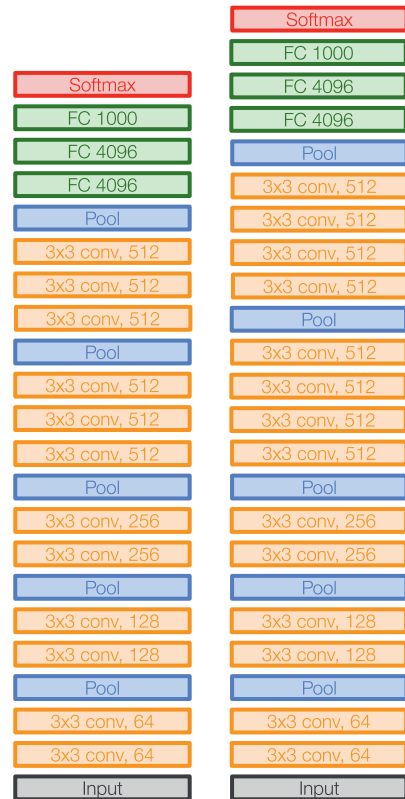 Softmax
FC 1000
FC 4096
FC 4096
Pool
3x3 conv, 512
3x3 conv, 512
3x3 conv, 512
Pool
3x3 conv, 512
3x3 conv, 512
3x3 conv, 512
Pool
3x3 conv, 256
3x3 conv, 256
Pool
3x3 conv, 128
3x3 conv, 128
Pool
3x3 conv, 64
3x3 conv, 64
Input
Softmax
FC 1000
FC 4096
FC 4096
Pool
3x3 conv, 512
3x3 conv, 512
3x3 conv, 512
3x3 conv, 512
Pool
3x3 conv, 512
3x3 conv, 512
3x3 conv, 512
3x3 conv, 512
Pool
3x3 conv, 256
3x3 conv, 256
Pool
3x3 conv, 128
3x3 conv, 128
Pool
3x3 conv, 64
3x3 conv, 64
Input